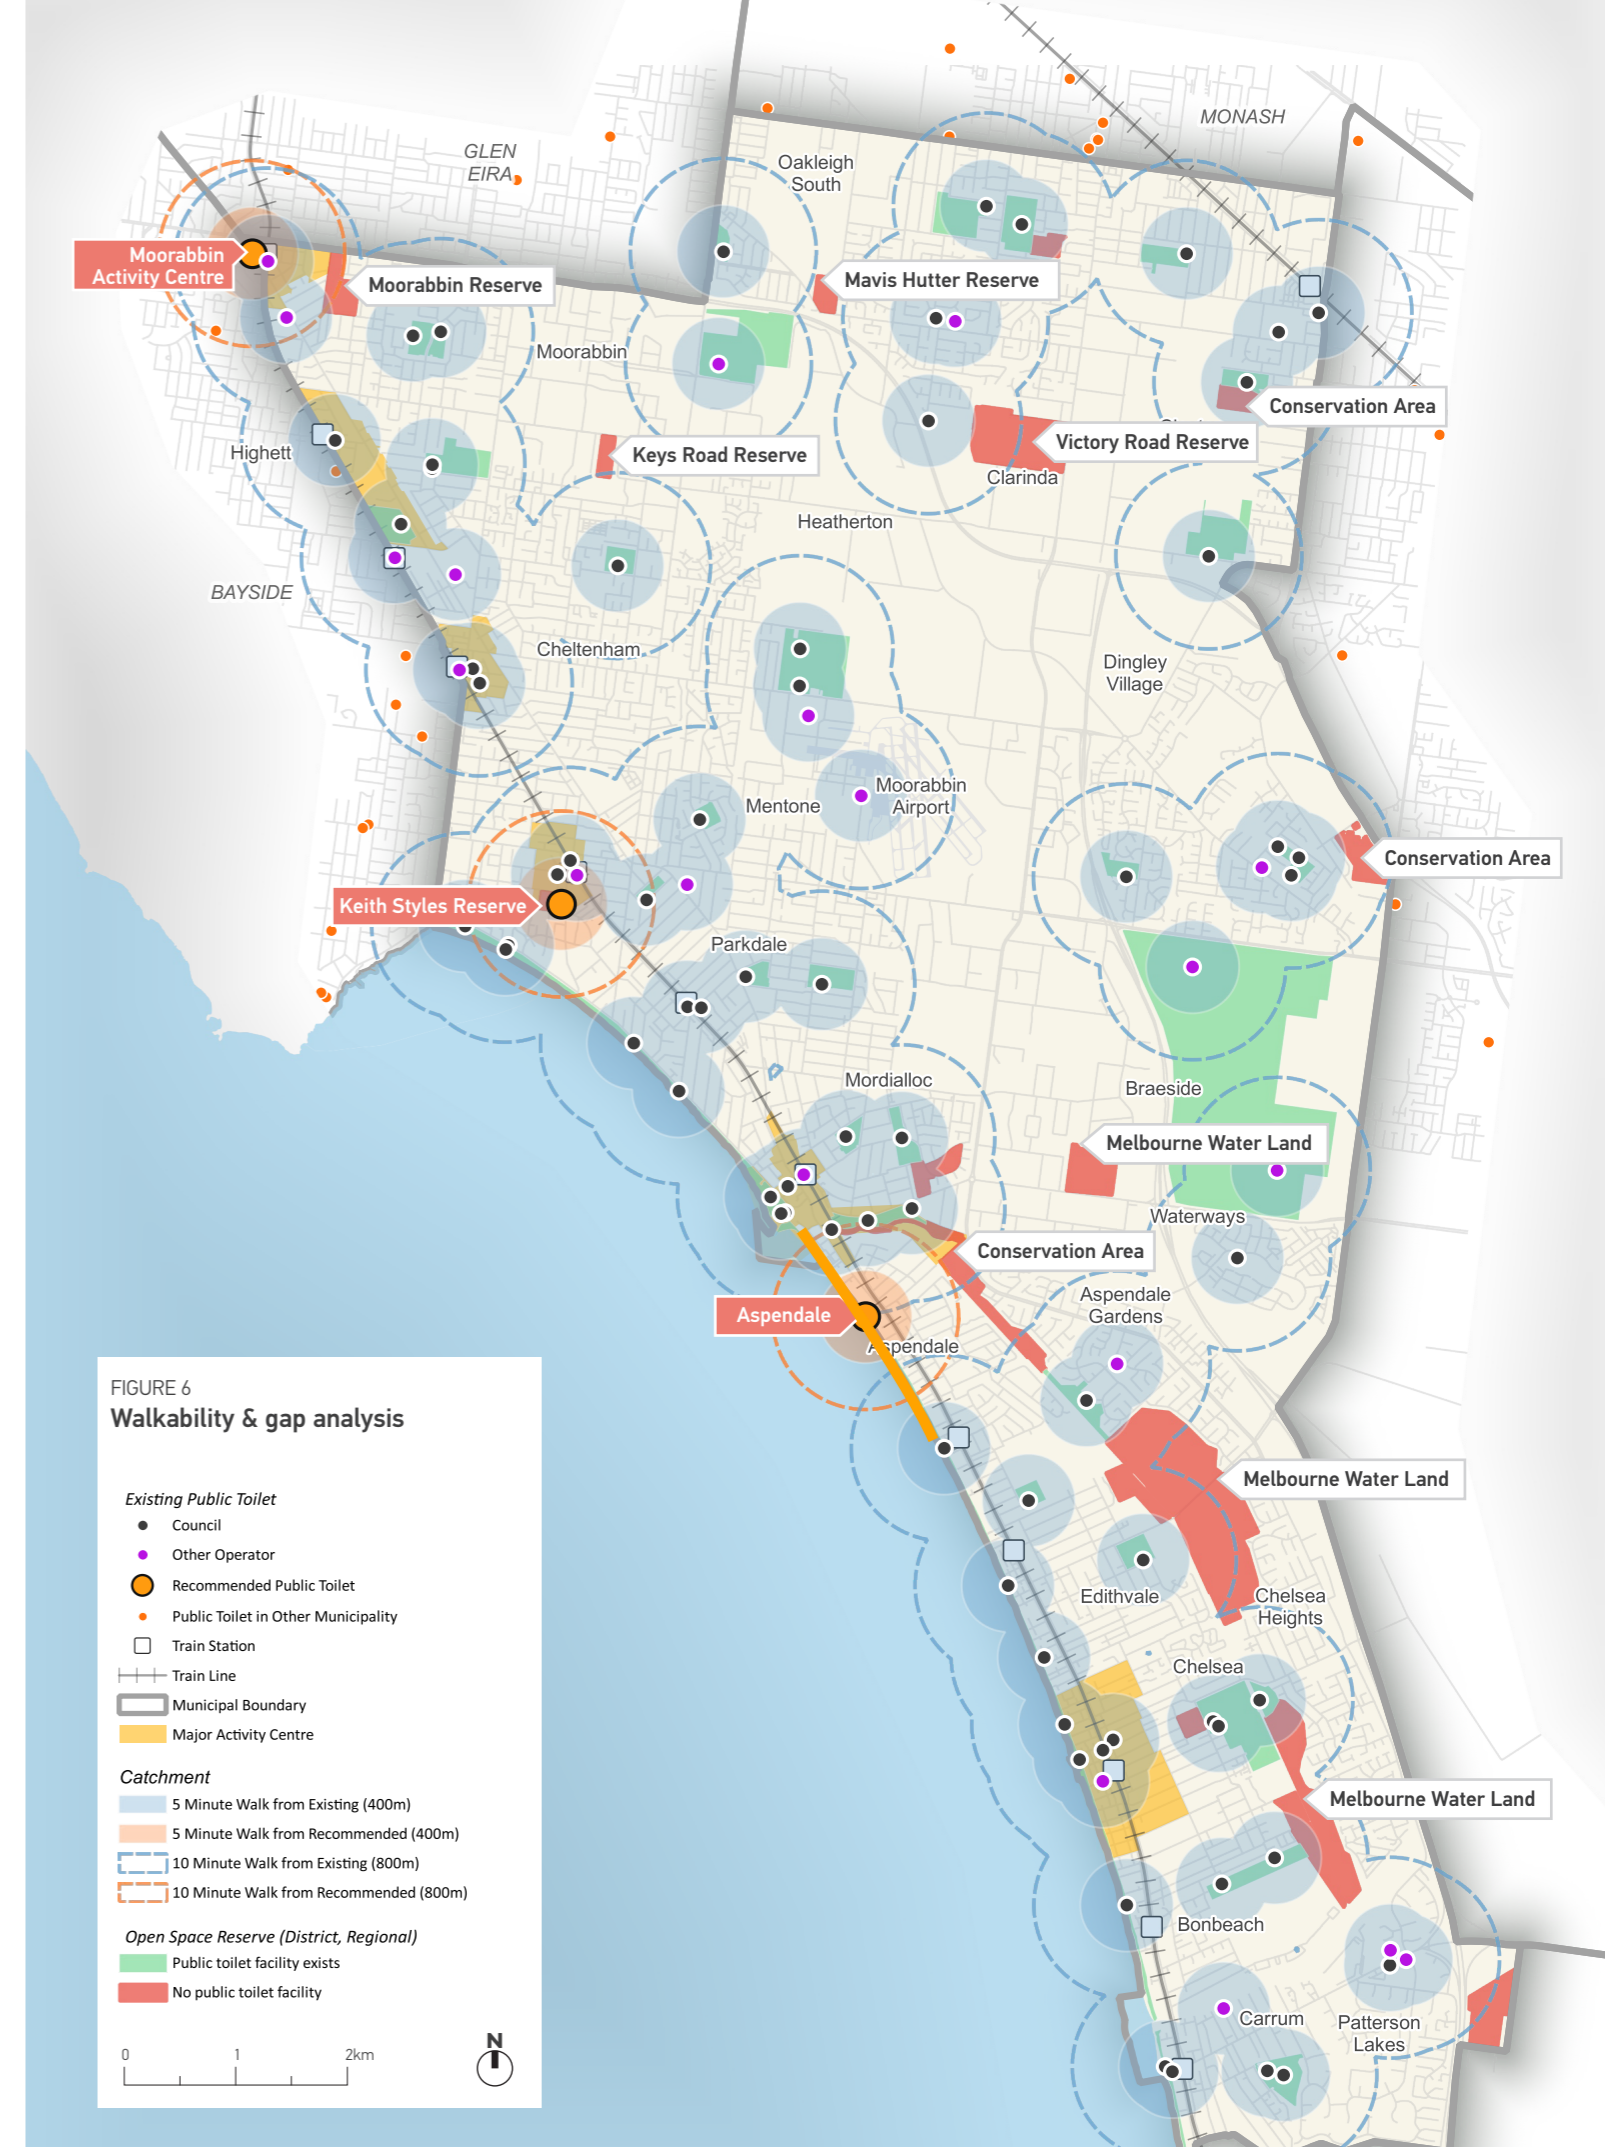 MONASH
GLEN
EIRA
Oakleigh
South
Moorabbin
Activity Centre
Moorabbin Reserve
Mavis Hutter Reserve
Moorabbin
Conservation Area
Highett
Keys Road Reserve
Victory Road Reserve
Clarinda
Heatherton
BAYSIDE
Cheltenham
Dingley
Village
Mentone
Moorabbin
Airport
Conservation Area
Keith Styles Reserve
Parkdale
Mordialloc
Braeside
Melbourne Water Land
Waterways
Conservation Area
Aspendale
Gardens
Aspendale
Aspendale
Melbourne Water Land
Edithvale
Chelsea
Heights
Chelsea
Melbourne Water Land
Bonbeach
Carrum
Patterson
Lakes
FIGURE 6
Walkability & gap analysis
Existing Public Toilet
Council
Other Operator
Recommended Public Toilet
Public Toilet in Other Municipality
Train Station
Train Line
Municipal Boundary
Major Activity Centre
Catchment
5 Minute Walk from Existing (400m)
5 Minute Walk from Recommended (400m)
10 Minute Walk from Existing (800m)
10 Minute Walk from Recommended (800m)
Open Space Reserve (District, Regional)
Public toilet facility exists
No public toilet facility
0 1 2km
N